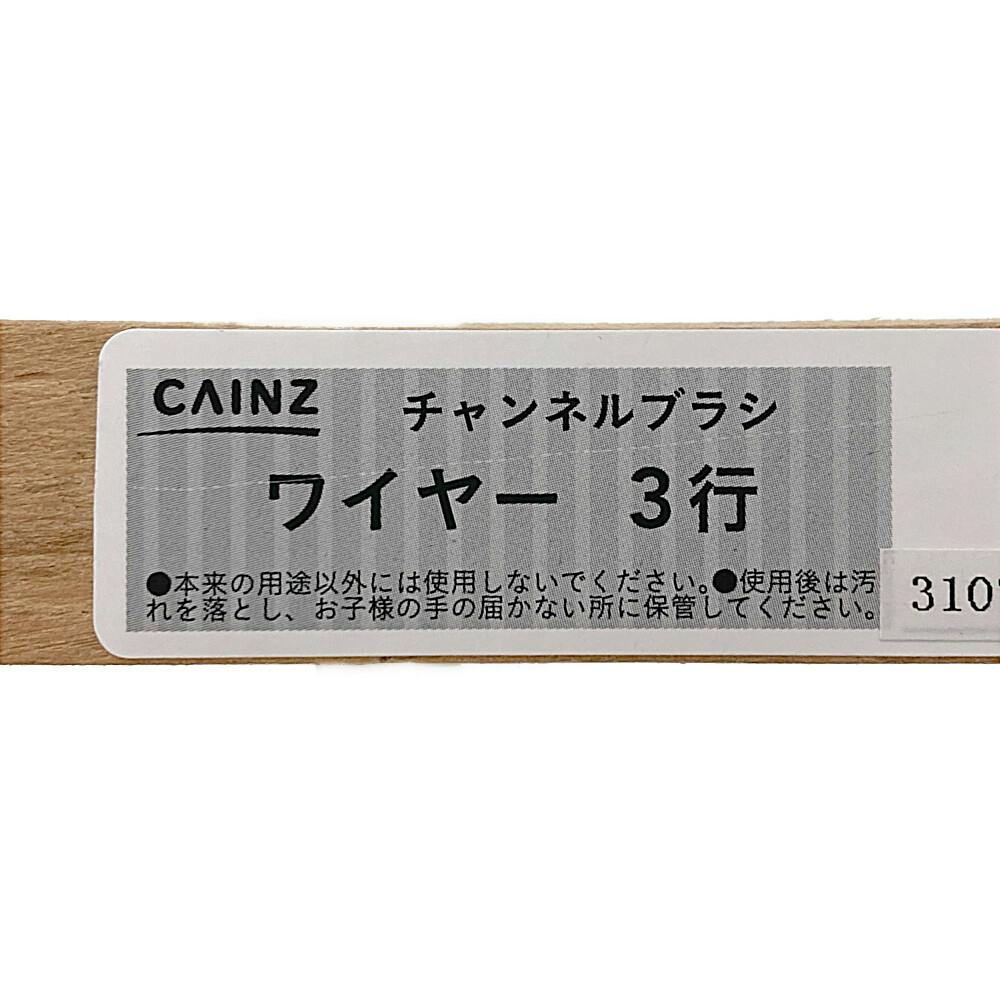 CAINZ チャンネルブラシ
ワイヤー 3行
●本来の用途以外には使用しないでください。●使用後は汚
れを落とし、お子様の手の届かない所に保管してください。
310